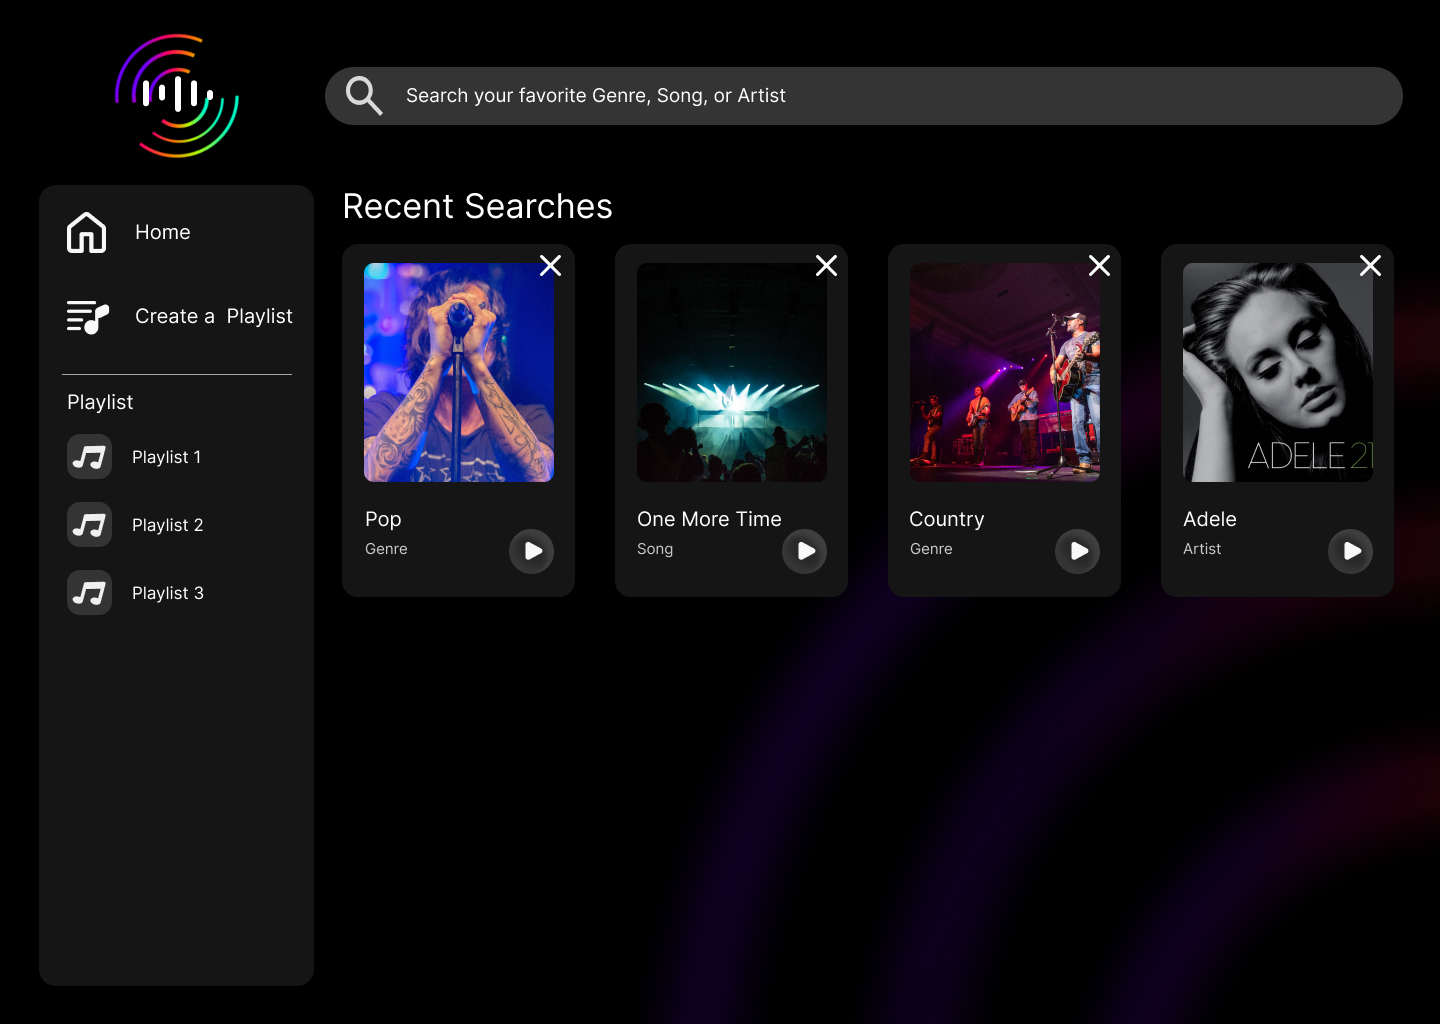 Search your favorite Genre, Song, or Artist
Home
Create a Playlist
Playlist
Playlist 1
Playlist 2
Playlist 3
Recent Searches
ADELE 21
Pop
Genre
One More Time
Song
Country
Genre
Adele
Artist